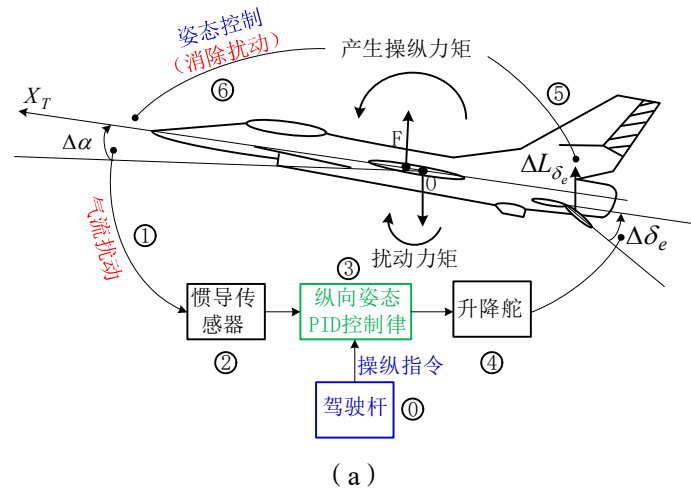 姿态控制
（消除扰动）
⑥
产生操纵力矩
⑤
X_T
Δα
F
O
ΔL_{δ_e}
Δδ_e
气流扰动
①
扰动力矩
③
惯导传
感器
②
纵向姿态
PID控制律
升降舵
④
操纵指令
驾驶杆
⓪
(a)